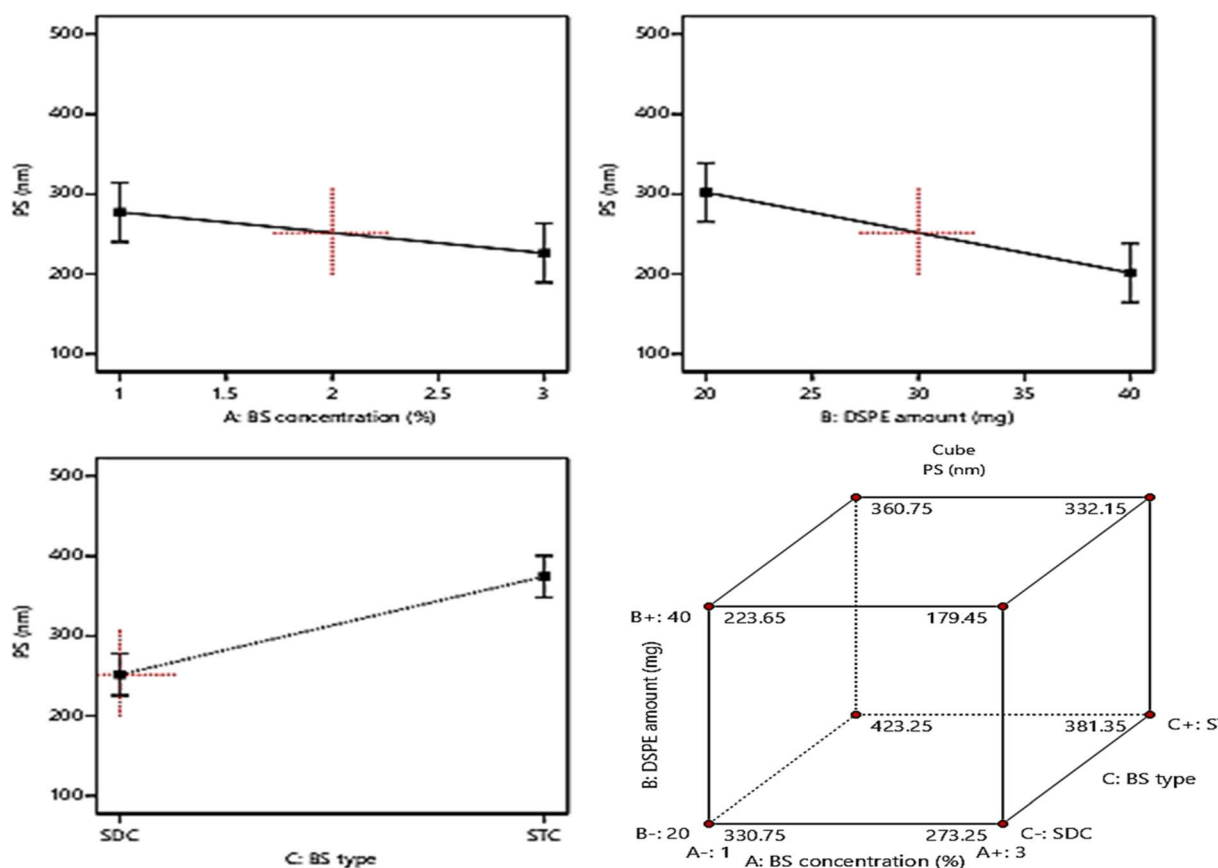 500
400
300
200
100
PS (nm)
1 1.5 2 2.5 3
A: BS concentration (%)
500
400
300
200
100
PS (nm)
20 25 30 35 40
B: DSPE amount (mg)
500
400
300
200
100
PS (nm)
SDC STC
C: BS type
Cube
PS (nm)
360.75 332.15
B+: 40 223.65 179.45
B: DSPE amount (mg)
423.25 381.35 C+: S
C: BS type
B-: 20 330.75 273.25 C-: SDC
A-: 1 A+: 3
A: BS concentration (%)